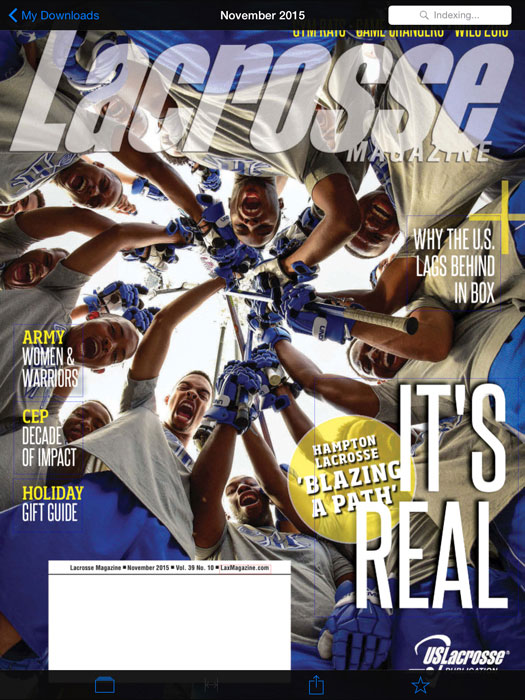 My Downloads
November 2015
Indexing...
Lacrosse
MAGAZINE
WHY THE U.S.
LAGS BEHIND
IN BOX
ARMY
WOMEN &
WARRIORS
CEP
DECADE
OF IMPACT
HOLIDAY
GIFT GUIDE
HAMPTON
LACROSSE
'BLAZING
A PATH'
IT'S
REAL
Lacrosse Magazine ■ November 2015 ■ Vol. 39 No. 10 ■ LaxMagazine.com
USLacrosse®
PUBLICATION